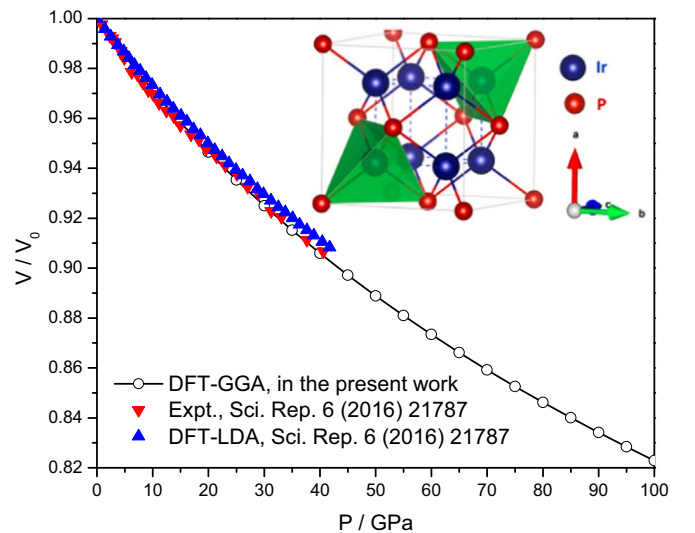 1.00
0.98
0.96
0.94
0.92
0.90
0.88
0.86
0.84
0.82
V / V₀
Ir
P
a
c
b
DFT-GGA, in the present work
Expt., Sci. Rep. 6 (2016) 21787
DFT-LDA, Sci. Rep. 6 (2016) 21787
0 10 20 30 40 50 60 70 80 90 100
P / GPa